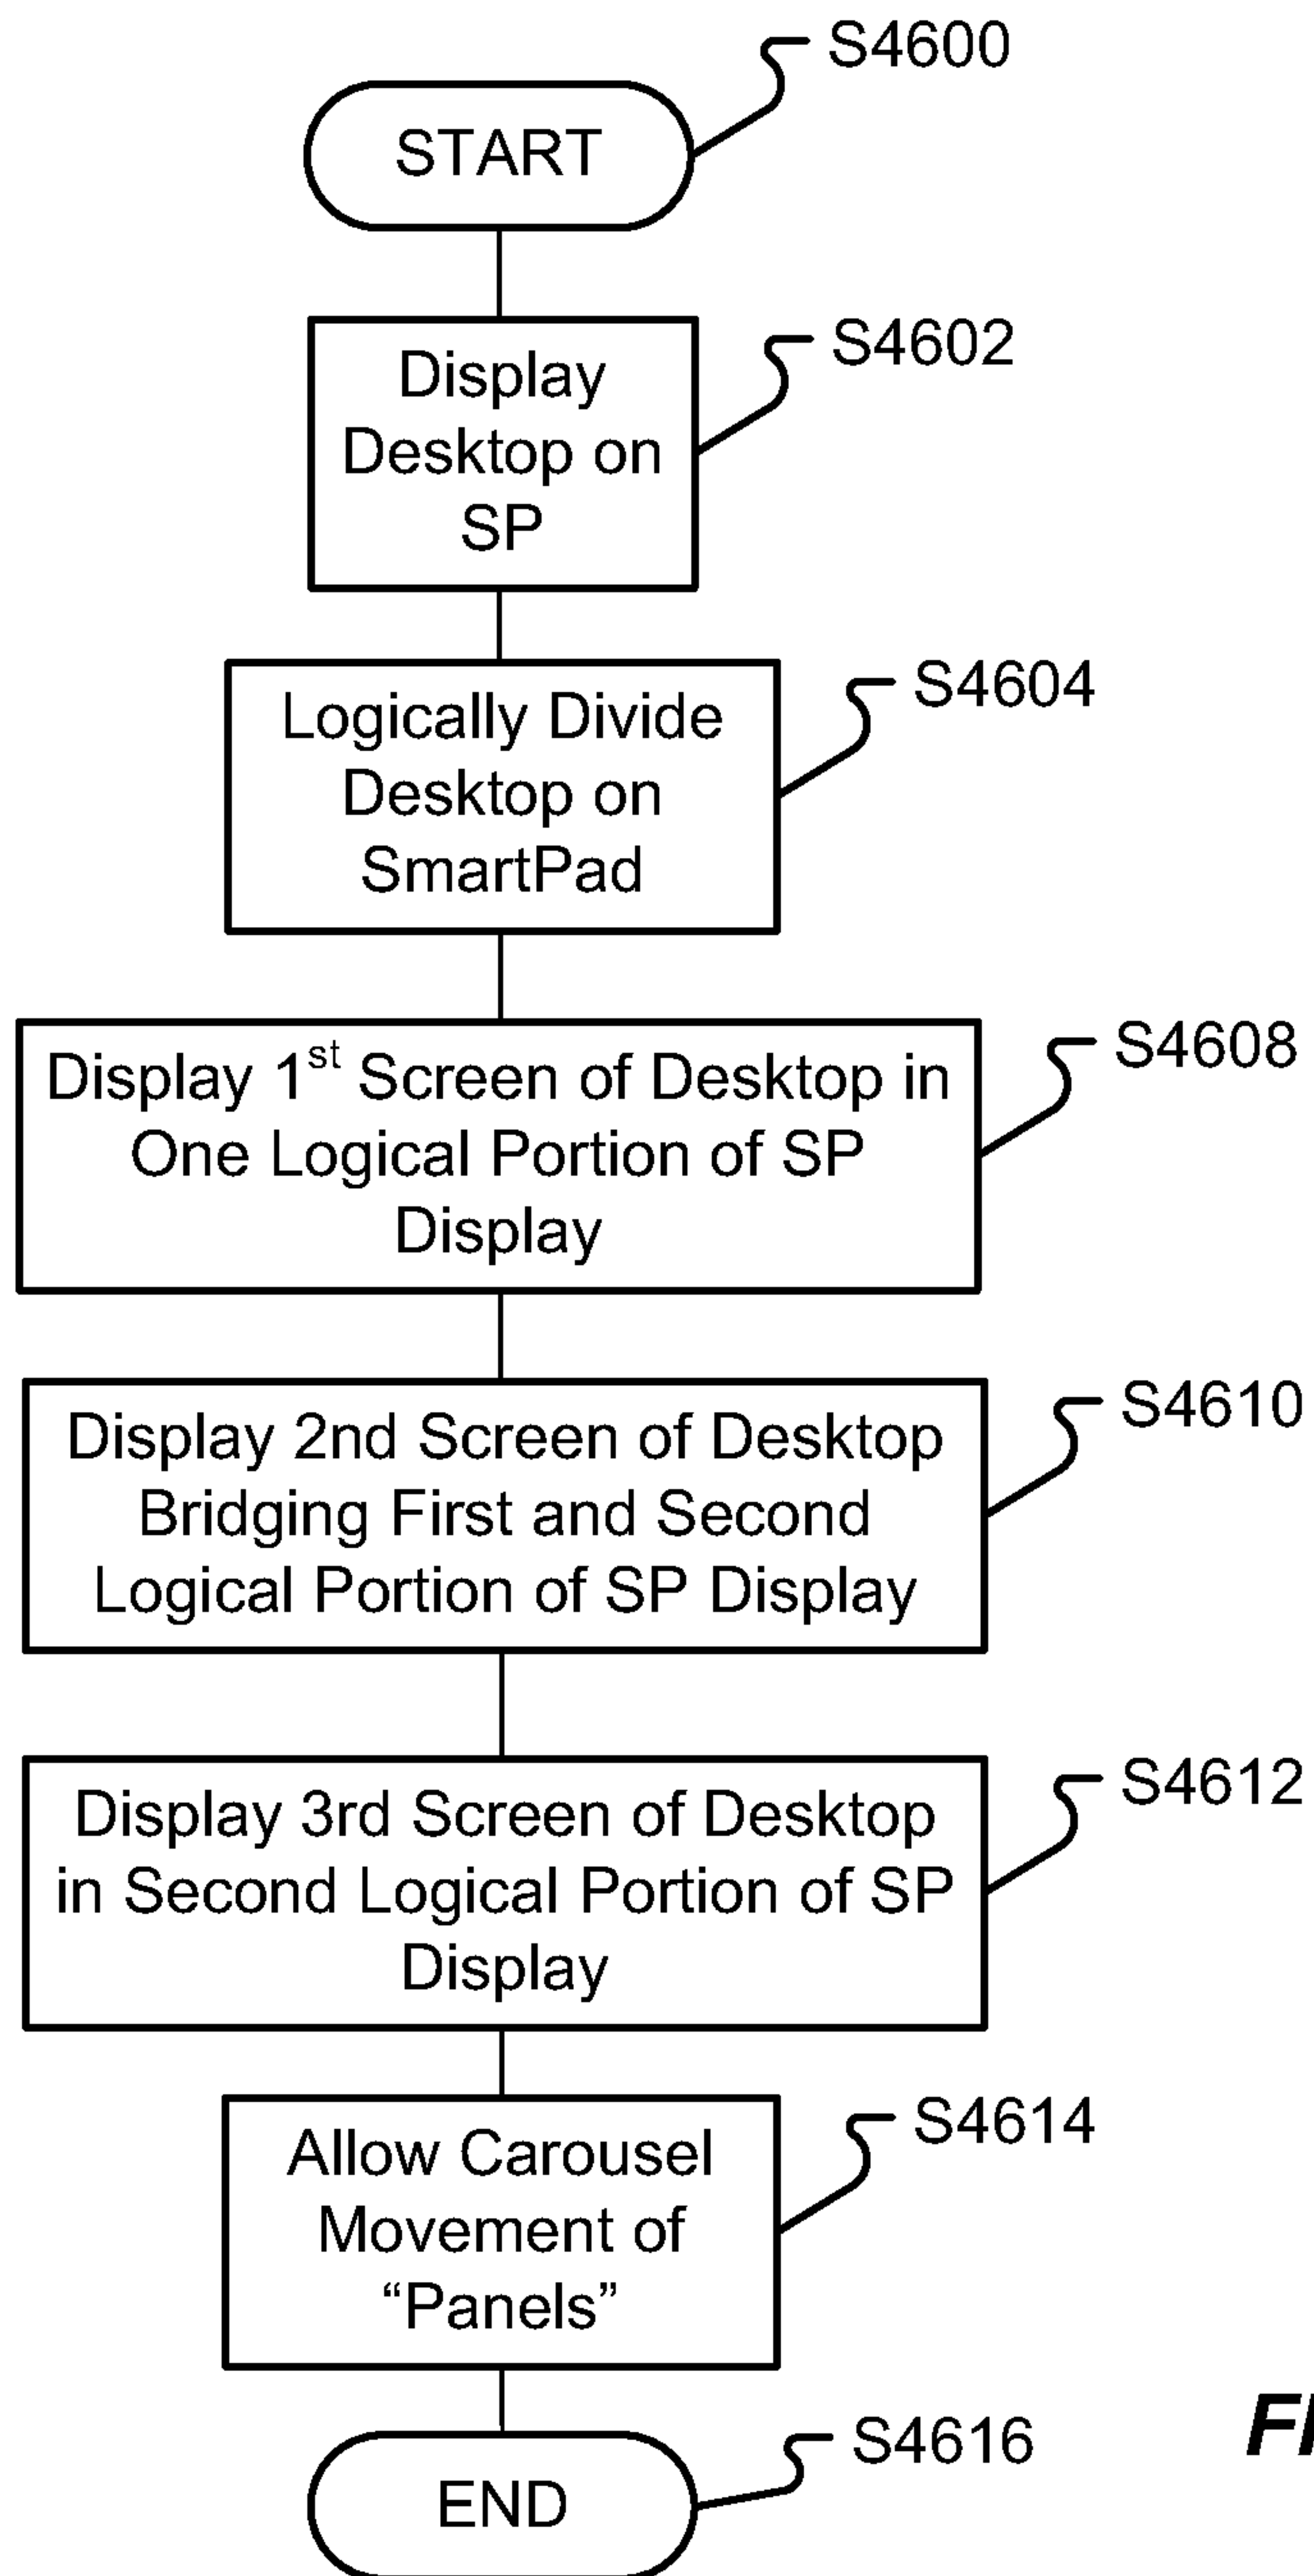 S4600
START
S4602
Display
Desktop on
SP
S4604
Logically Divide
Desktop on
SmartPad
S4608
Display 1st Screen of Desktop in
One Logical Portion of SP
Display
S4610
Display 2nd Screen of Desktop
Bridging First and Second
Logical Portion of SP Display
S4612
Display 3rd Screen of Desktop
in Second Logical Portion of SP
Display
S4614
Allow Carousel
Movement of
“Panels”
S4616
END